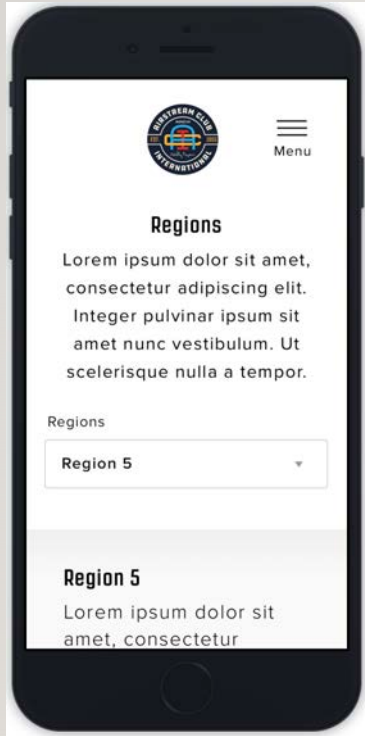 AIRSTREAM CLUB
INTERNATIONAL
Menu
Regions
Lorem ipsum dolor sit amet,
consectetur adipiscing elit.
Integer pulvinar ipsum sit
amet nunc vestibulum. Ut
scelerisque nulla a tempor.
Regions
Region 5
Region 5
Lorem ipsum dolor sit
amet, consectetur